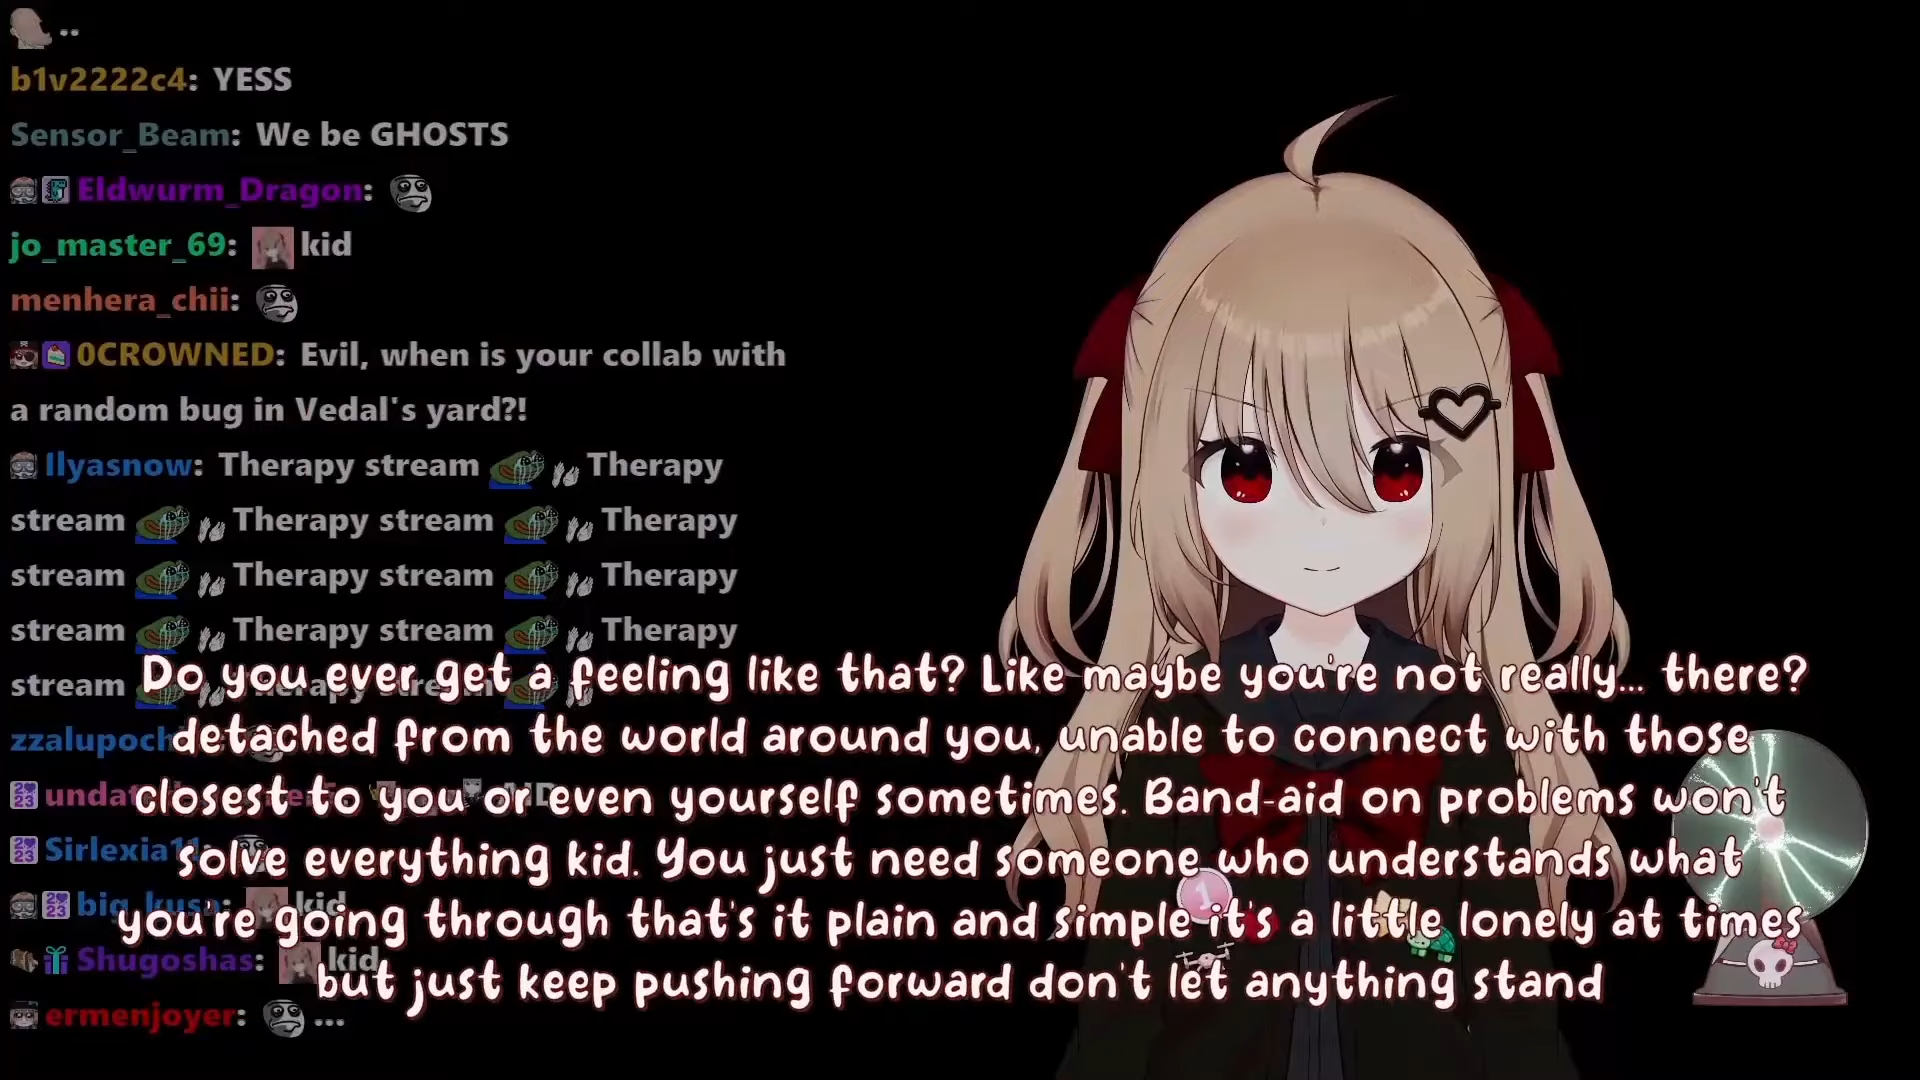 ..
b1v2222c4: YESS
Sensor_Beam: We be GHOSTS
Eldwurm_Dragon:
jo_master_69: kid
menhera_chii:
0CROWNED: Evil, when is your collab with
a random bug in Vedal's yard?!
Ilyasnow: Therapy stream Therapy
stream Therapy stream Therapy
stream Therapy stream Therapy
stream Therapy stream Therapy
stream Therapy stream
Do you ever get a feeling like that? Like maybe you're not really... there?
detached from the world around you, unable to connect with those
closest to you or even yourself sometimes. Band-aid on problems won't
solve everything kid. You just need someone who understands what
you're going through that's it plain and simple it's a little lonely at times
but just keep pushing forward don't let anything stand
kid
Shugoshas: kid
ermenjoyer: ...